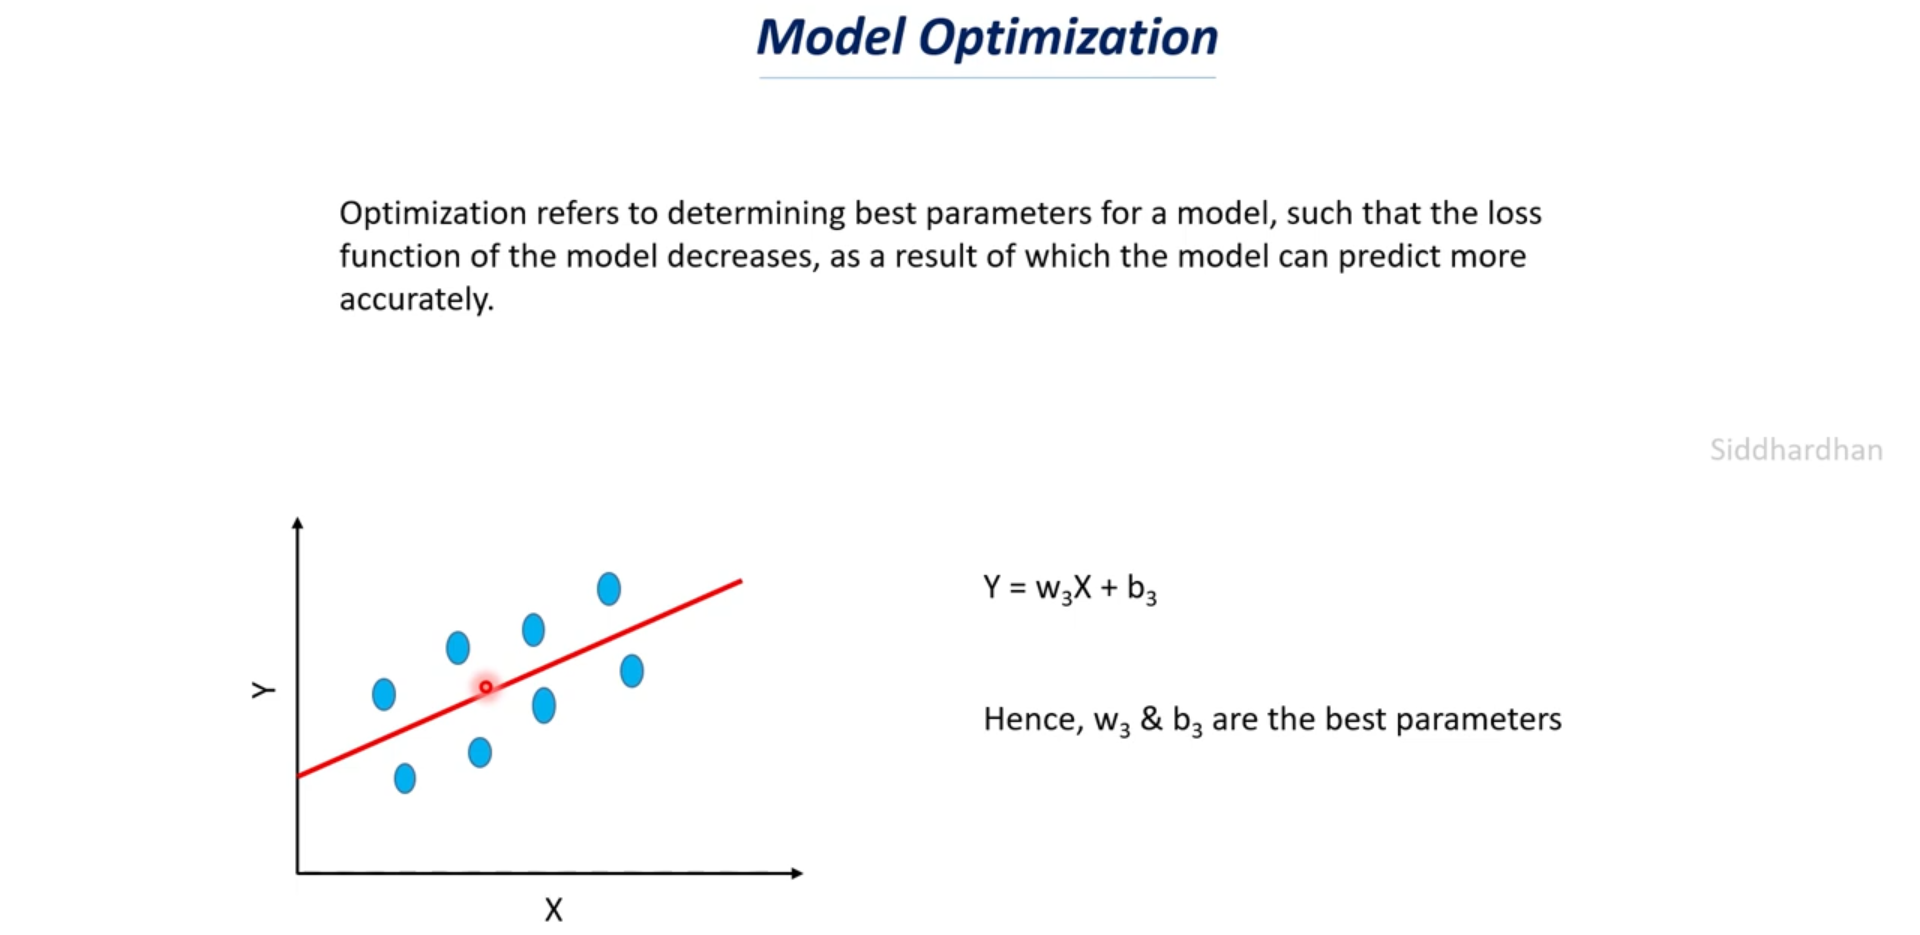 Model Optimization
Optimization refers to determining best parameters for a model, such that the loss
function of the model decreases, as a result of which the model can predict more
accurately.
Siddhardhan
Y = w₃X + b₃
Y
Hence, w₃ & b₃ are the best parameters
X